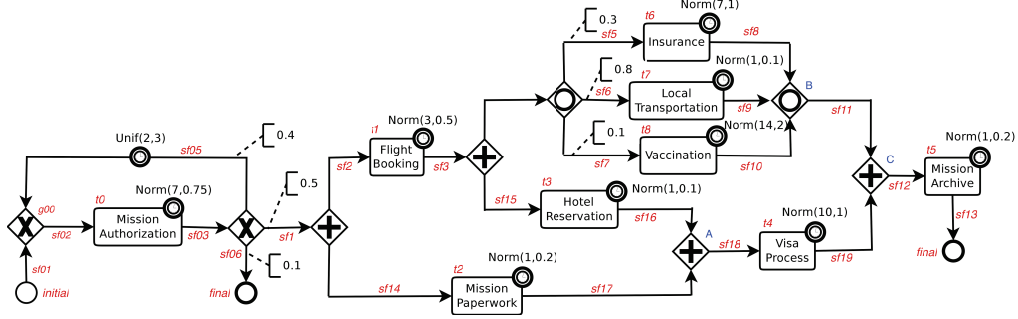 Norm(7,1)
t6
0.3
sf5
Insurance
sf8
Norm(1,0.1)
0.8
t7
sf6
Local
Transportation
sf9
B
sf11
Norm(14,2)
0.1
t8
sf7
Vaccination
sf10
Unif(2,3)
sf05
0.4
Norm(3,0.5)
t1
sf2
Flight
Booking
sf3
Norm(7,0.75)
0.5
g00
t0
sf02
Mission
Authorization
sf03
sf1
sf06
0.1
sf01
initial
final
sf15
t3
Hotel
Reservation
Norm(1,0.1)
sf16
A
sf18
Norm(10,1)
t4
Visa
Process
sf19
C
sf12
Norm(1,0.2)
t5
Mission
Archive
sf13
final
Norm(1,0.2)
t2
sf14
Mission
Paperwork
sf17